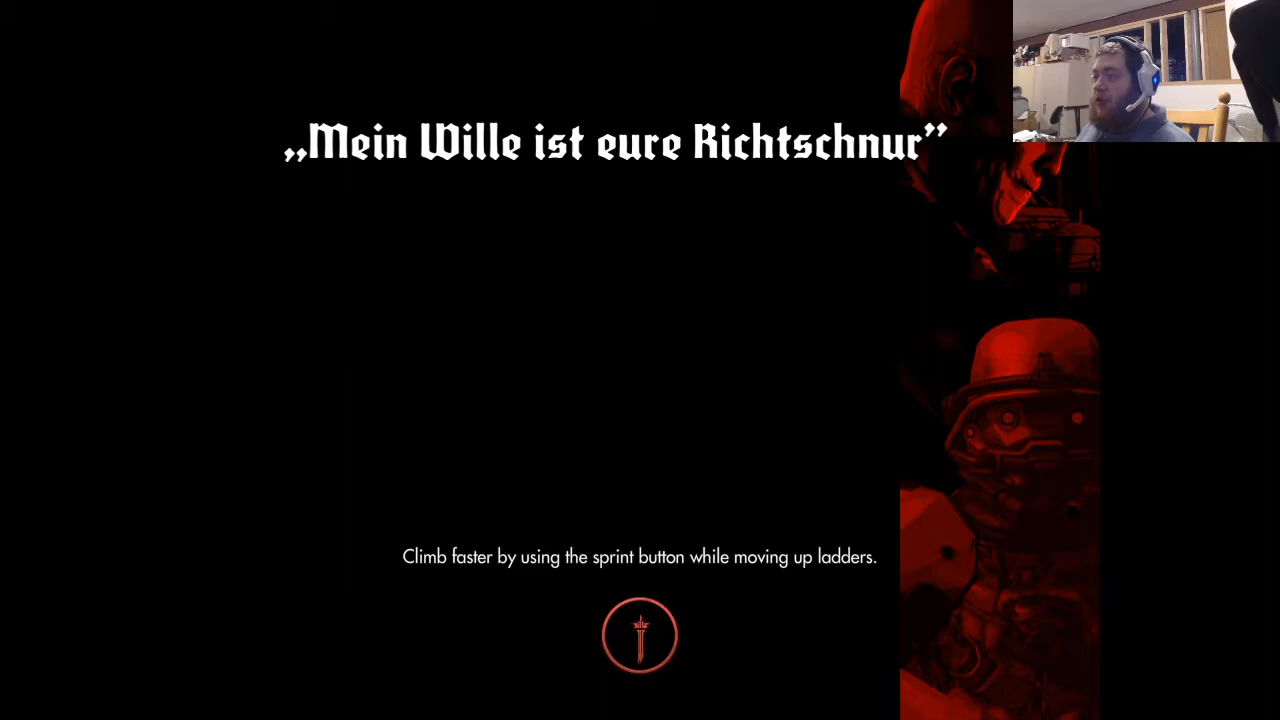 „Mein Wille ist eure Richtschnur”
Climb faster by using the sprint button while moving up ladders.